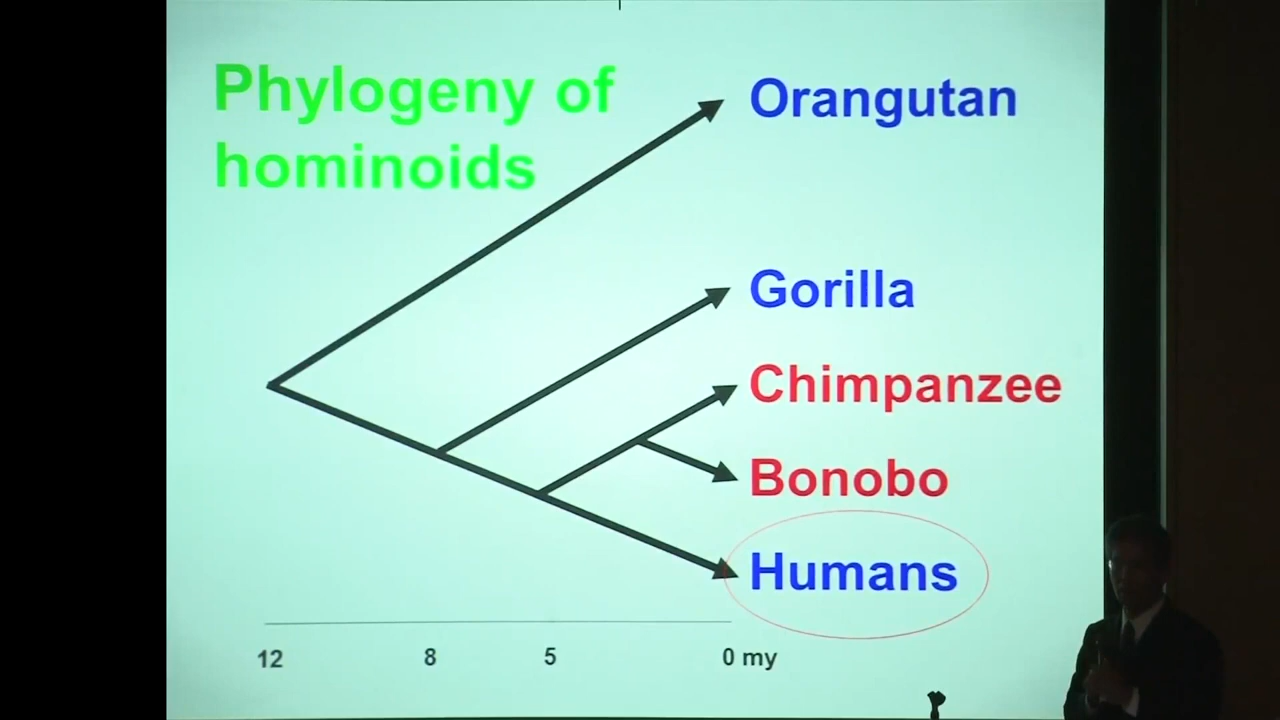 Phylogeny of
hominoids
Orangutan
Gorilla
Chimpanzee
Bonobo
Humans
12 8 5 0 my